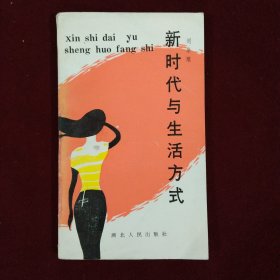 xin shi dai yu
sheng huo fang shi
新时代与生活方式
湖北人民出版社